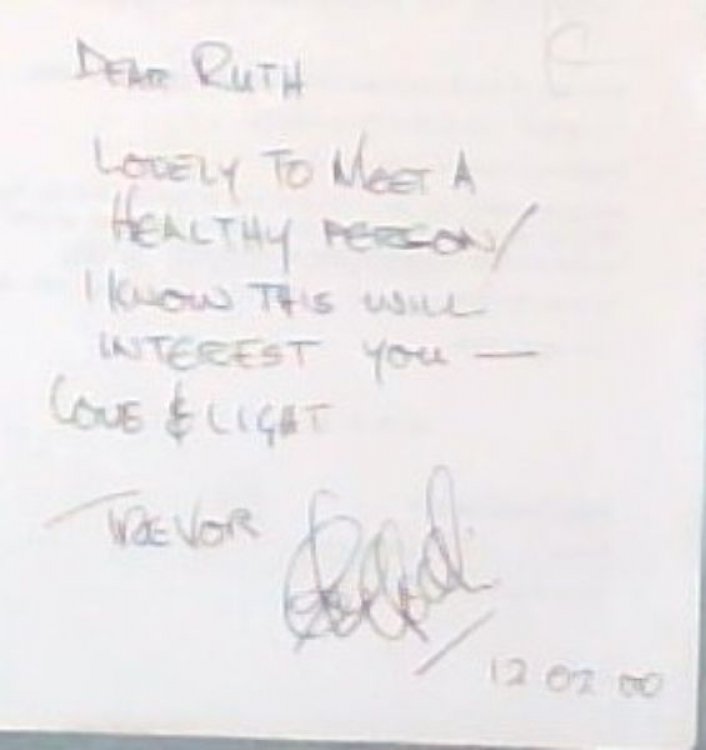 DEAR RUTH
LOVELY TO MEET A
HEALTHY PERSON/
I KNOW THIS WILL
INTEREST YOU —
LOVE & LIGHT
TREVOR
12 02 00